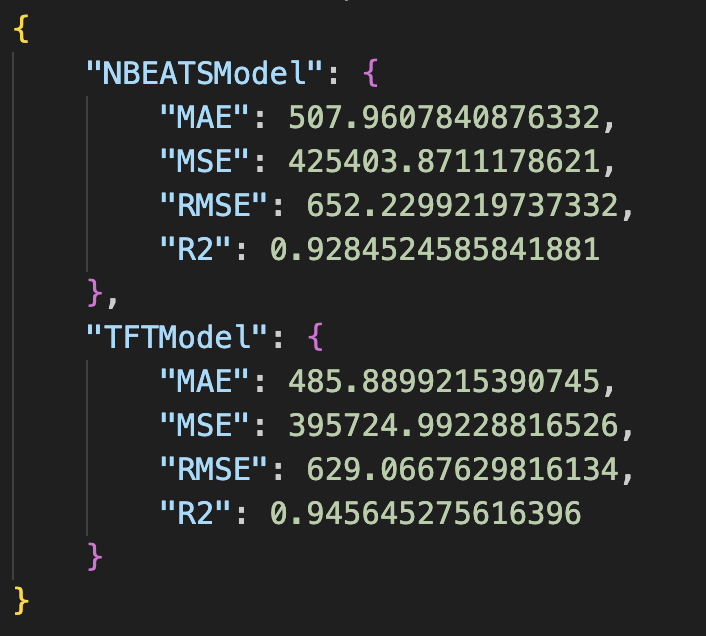 {
"NBEATSModel": {
"MAE": 507.9607840876332,
"MSE": 425403.8711178621,
"RMSE": 652.2299219737332,
"R2": 0.9284524585841881
},
"TFTModel": {
"MAE": 485.8899215390745,
"MSE": 395724.99228816526,
"RMSE": 629.0667629816134,
"R2": 0.945645275616396
}
}